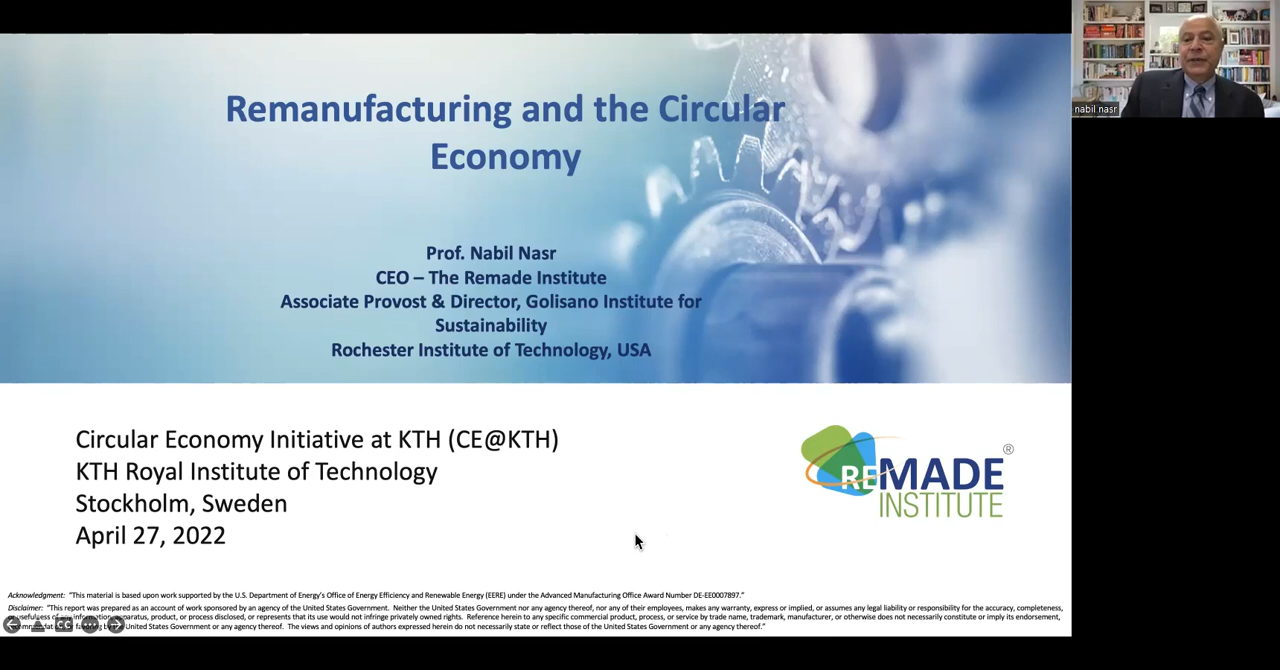 Remanufacturing and the Circular
Economy
Prof. Nabil Nasr
CEO – The Remade Institute
Associate Provost & Director, Golisano Institute for
Sustainability
Rochester Institute of Technology, USA
Circular Economy Initiative at KTH (CE@KTH)
KTH Royal Institute of Technology
Stockholm, Sweden
April 27, 2022
REMADE
®
INSTITUTE
nabil nasr
Acknowledgment: "This material is based upon work supported by the U.S. Department of Energy's Office of Energy Efficiency and Renewable Energy (EERE) under the Advanced Manufacturing Office Award Number DE-EE0007897."
Disclaimer: "This report was prepared as an account of work sponsored by an agency of the United States Government. Neither the United States Government nor any agency thereof, nor any of their employees, makes any warranty, express or implied, or assumes any legal liability or responsibility for the accuracy, completeness,
or usefulness of any information, apparatus, product, or process disclosed, or represents that its use would not infringe privately owned rights. Reference herein to any specific commercial product, process, or service by trade name, trademark, manufacturer, or otherwise does not necessarily constitute or imply its endorsement,
United States Government or any agency thereof. The views and opinions of authors expressed herein do not necessarily state or reflect those of the United States Government or any agency thereof."